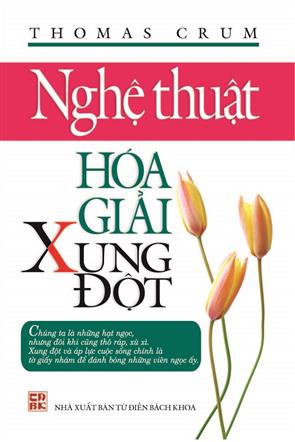 THOMAS CRUM
Nghệ thuật
HÓA
GIẢI
XUNG
ĐỘT
Chúng ta là những hạt ngọc,
nhưng đôi khi cũng thô ráp, xù xì.
Xung đột và áp lực cuộc sống chính là
tờ giấy nhám để đánh bóng những viên ngọc ấy.
NHÀ XUẤT BẢN TỪ ĐIỂN BÁCH KHOA